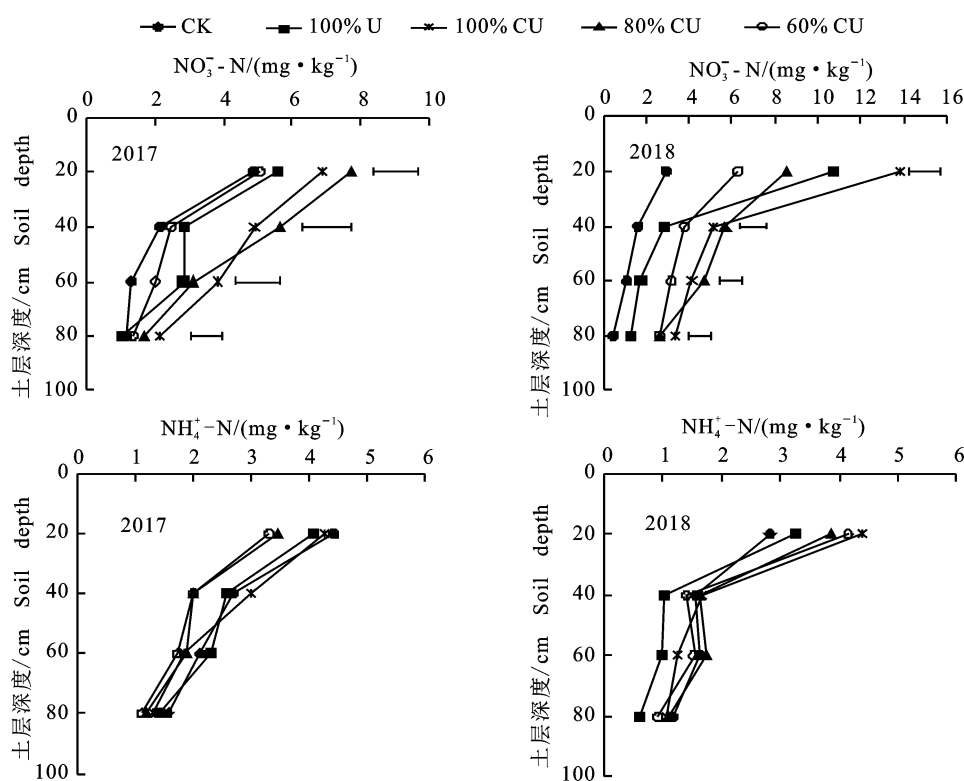 CK 100% U 100% CU 80% CU 60% CU
NO₃⁻-N/(mg·kg⁻¹)
0 2 4 6 8 10
0
20
40
60
80
100
2017
土层深度/cm Soil depth
NO₃⁻-N/(mg·kg⁻¹)
0 2 4 6 8 10 12 14 16
0
20
40
60
80
100
2018
土层深度/cm Soil depth
NH₄⁺-N/(mg·kg⁻¹)
0 1 2 3 4 5 6
0
20
40
60
80
100
2017
土层深度/cm Soil depth
NH₄⁺-N/(mg·kg⁻¹)
0 1 2 3 4 5 6
0
20
40
60
80
100
2018
土层深度/cm Soil depth